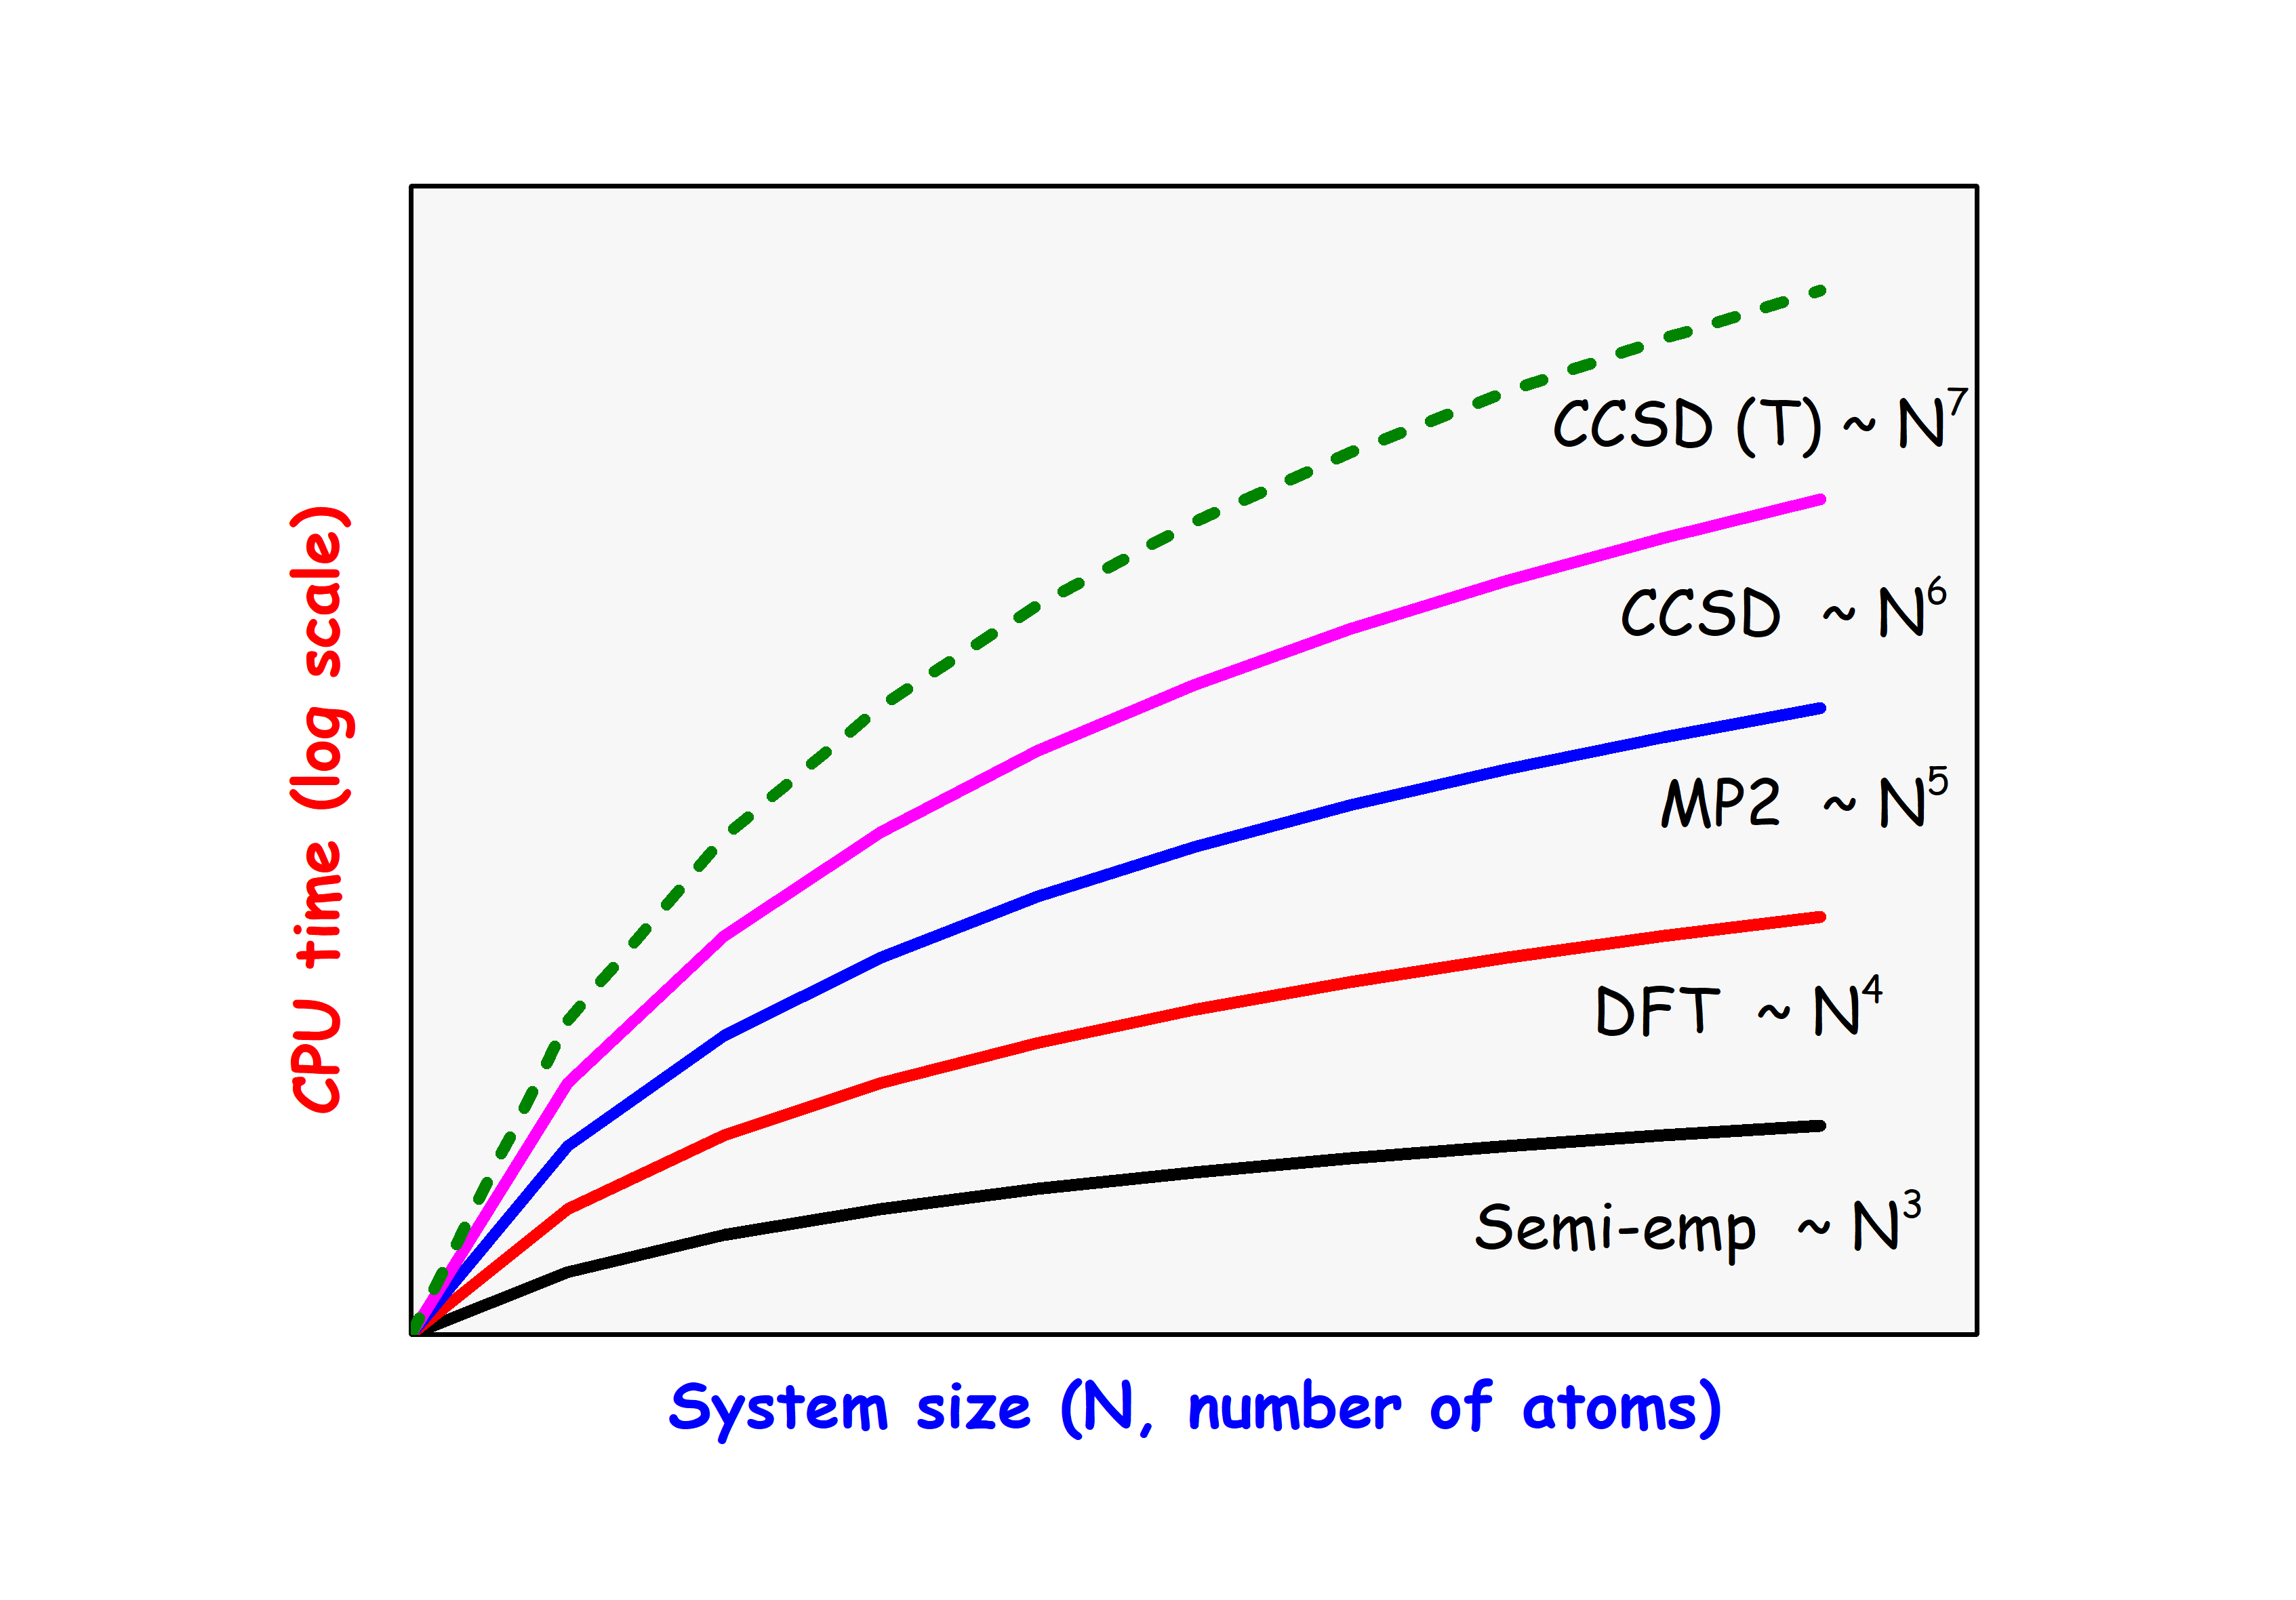 CPU time (log scale)
CCSD (T) ~ N⁷
CCSD ~ N⁶
MP2 ~ N⁵
DFT ~ N⁴
Semi-emp ~ N³
System size (N, number of atoms)